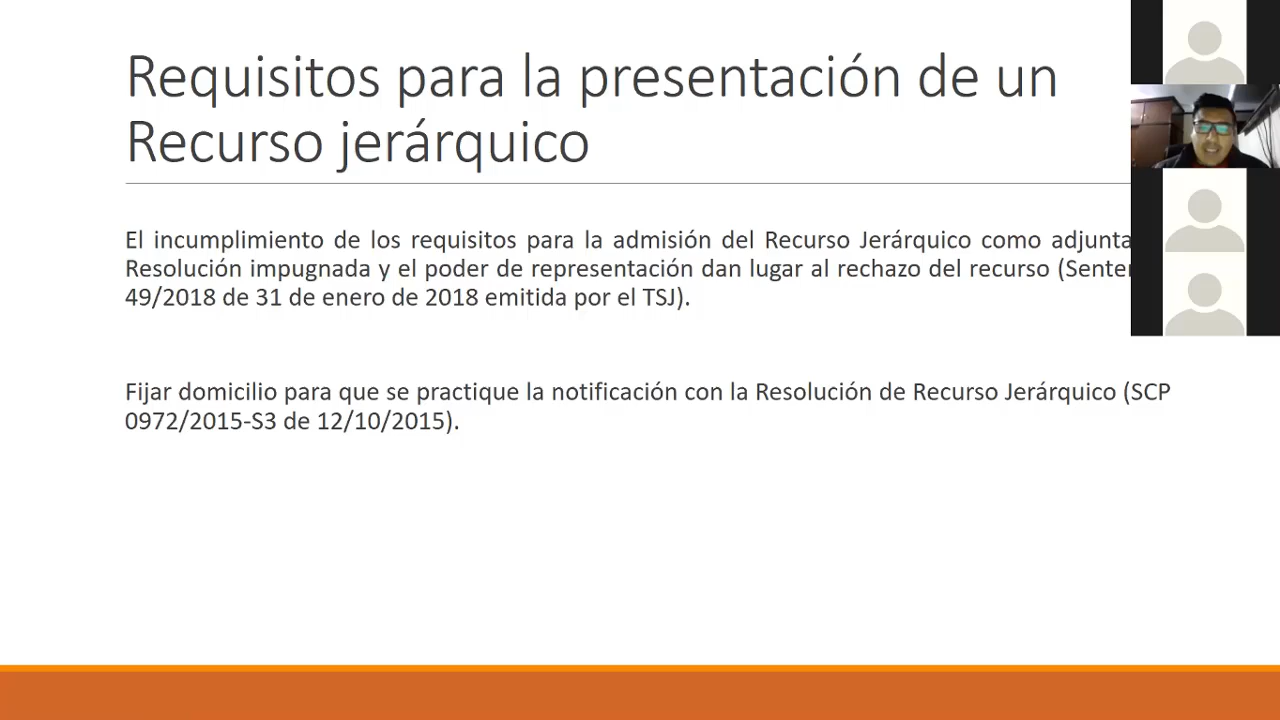 Requisitos para la presentación de un
Recurso jerárquico
El incumplimiento de los requisitos para la admisión del Recurso Jerárquico como
Resolución impugnada y el poder de representación dan lugar al rechazo del recurso
49/2018 de 31 de enero de 2018 emitida por el TSJ).
Fijar domicilio para que se practique la notificación con la Resolución de Recurso Jerárquico (SCP
0972/2015-S3 de 12/10/2015).